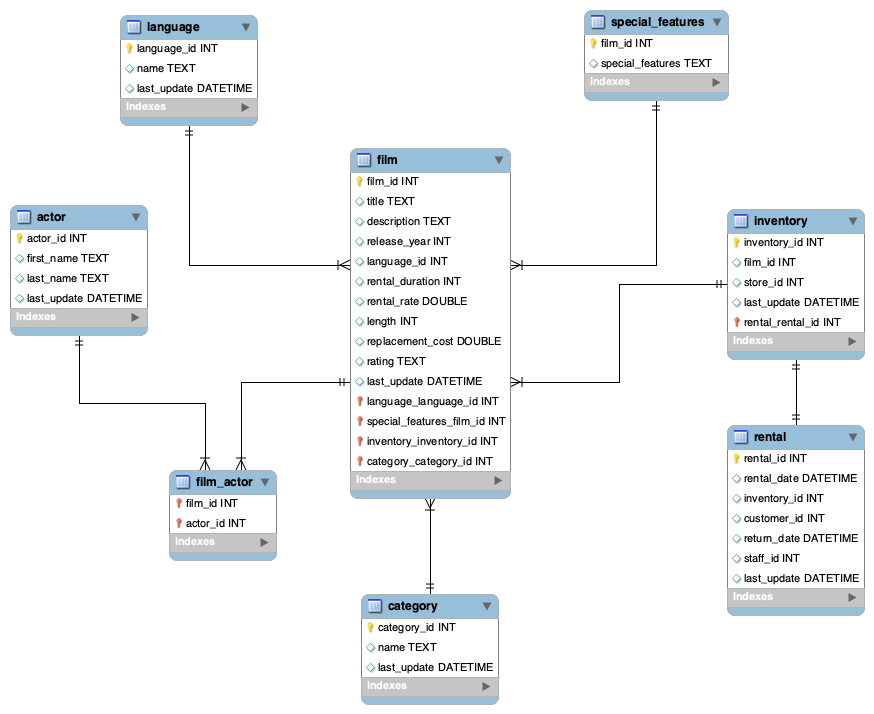 language
language_id INT
name TEXT
last_update DATETIME
Indexes
special_features
film_id INT
special_features TEXT
Indexes
film
film_id INT
title TEXT
description TEXT
release_year INT
language_id INT
rental_duration INT
rental_rate DOUBLE
length INT
replacement_cost DOUBLE
rating TEXT
last_update DATETIME
language_language_id INT
special_features_film_id INT
inventory_inventory_id INT
category_category_id INT
Indexes
actor
actor_id INT
first_name TEXT
last_name TEXT
last_update DATETIME
Indexes
inventory
inventory_id INT
film_id INT
store_id INT
last_update DATETIME
rental_rental_id INT
Indexes
rental
rental_id INT
rental_date DATETIME
inventory_id INT
customer_id INT
return_date DATETIME
staff_id INT
last_update DATETIME
Indexes
film_actor
film_id INT
actor_id INT
Indexes
category
category_id INT
name TEXT
last_update DATETIME
Indexes